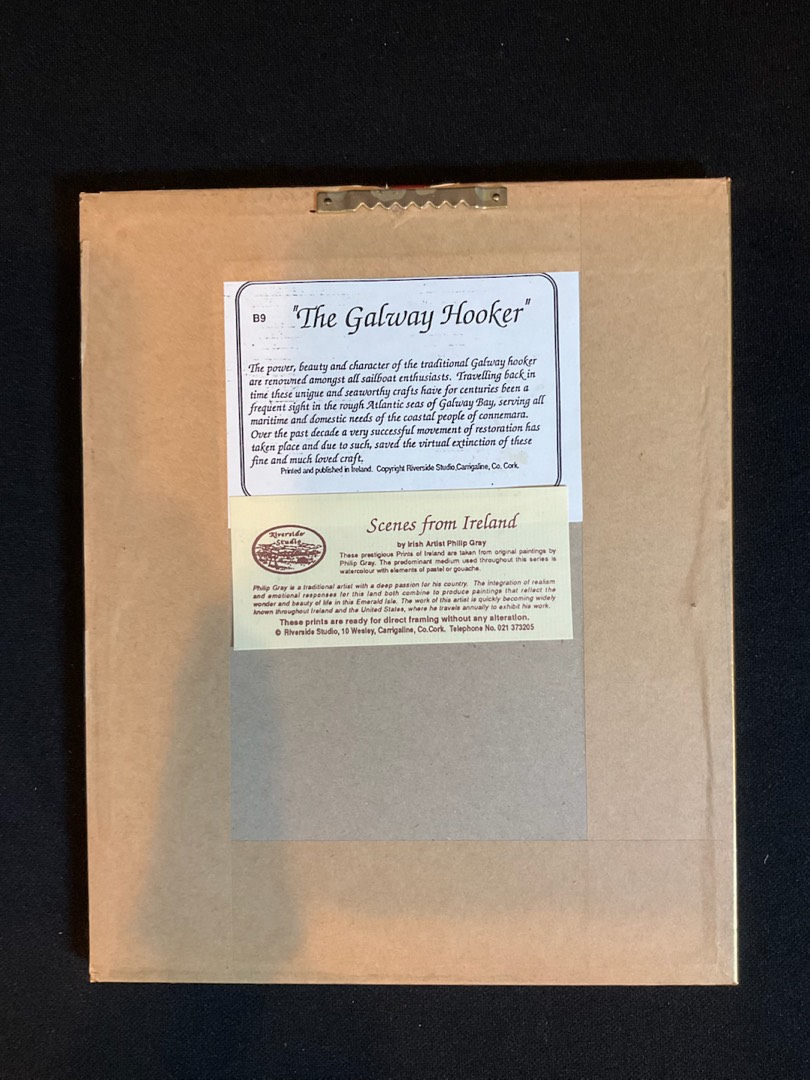 B9 "The Galway Hooker"
The power, beauty and character of the traditional Galway hooker
are renowned amongst all sailboat enthusiasts. Travelling back in
time these unigue and seaworthy crafts have for centuries been a
frequent sight in the rough Atlantic seas of Galway Bay, serving all
maritime and domestic needs of the coastal people of connemara.
Over the past decade a very successful movement of restoration has
taken place and due to such, saved the virtual extinction of these
fine and much loved craft,
Printed and published in Ireland. Copyright Riverside Studio,Carrigaline, Co. Cork.
Riverside
Studio
Scenes from Ireland
by Irish Artist Philip Gray
These prestigious Prints of Ireland are taken from original paintings by
Philip Gray. The predominant medium used throughout this series is
watercolour with elements of pastel or gouache.
Philip Gray is a traditional artist with a deep passion for his country. The integration of realism
and emotional responses for this land both combine to produce paintings that reflect the
wonder and beauty of life in this Emerald Isle. The work of this artist is quickly becoming widely
known throughout Ireland and the United States, where he travels annually to exhibit his work.
These prints are ready for direct framing without any alteration.
© Riverside Studio, 10 Wesley, Carrigaline, Co.Cork. Telephone No. 021 373205